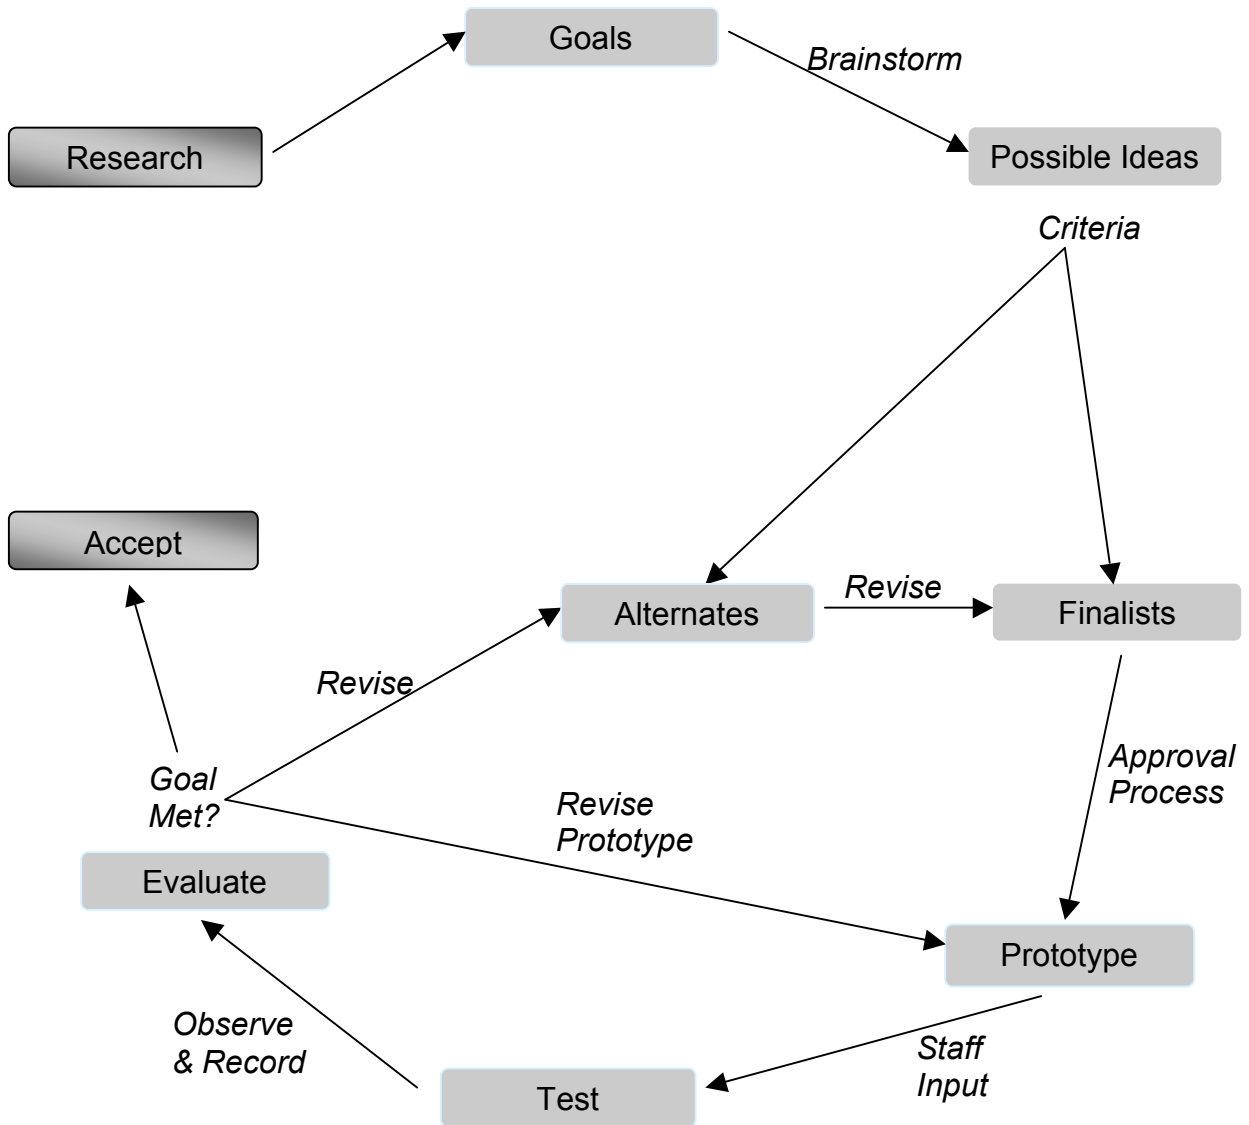 Goals
Brainstorm
Research
Possible Ideas
Criteria
Accept
Alternates
Revise
Finalists
Revise
Goal
Met?
Revise
Prototype
Approval
Process
Evaluate
Prototype
Observe
& Record
Staff
Input
Test